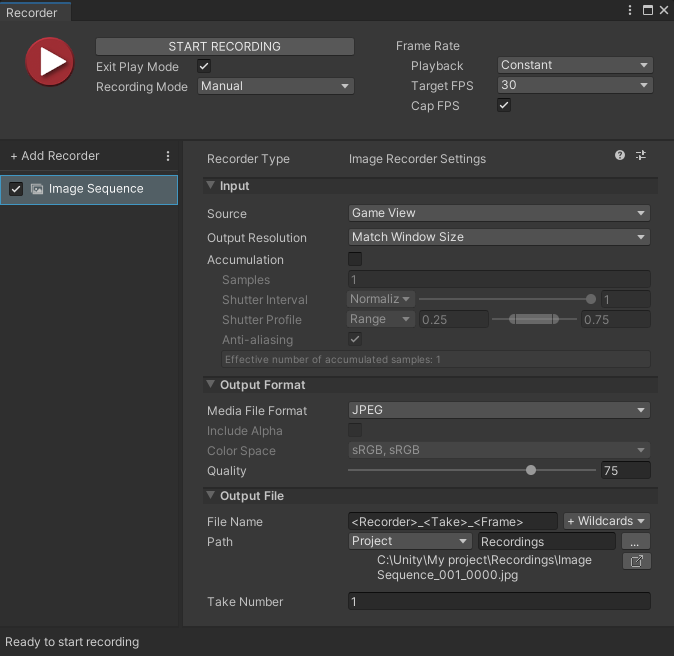 Recorder
START RECORDING
Exit Play Mode
Recording Mode Manual
Frame Rate
Playback Constant
Target FPS 30
Cap FPS
+ Add Recorder
Image Sequence
Recorder Type Image Recorder Settings
Input
Source Game View
Output Resolution Match Window Size
Accumulation
Samples 1
Shutter Interval Normaliz 1
Shutter Profile Range 0.25 0.75
Anti-aliasing
Effective number of accumulated samples: 1
Output Format
Media File Format JPEG
Include Alpha
Color Space sRGB, sRGB
Quality 75
Output File
File Name <Recorder>_<Take>_<Frame> + Wildcards
Path Project Recordings ...
C:\Unity\My project\Recordings\Image
Sequence_001_0000.jpg
Take Number 1
Ready to start recording